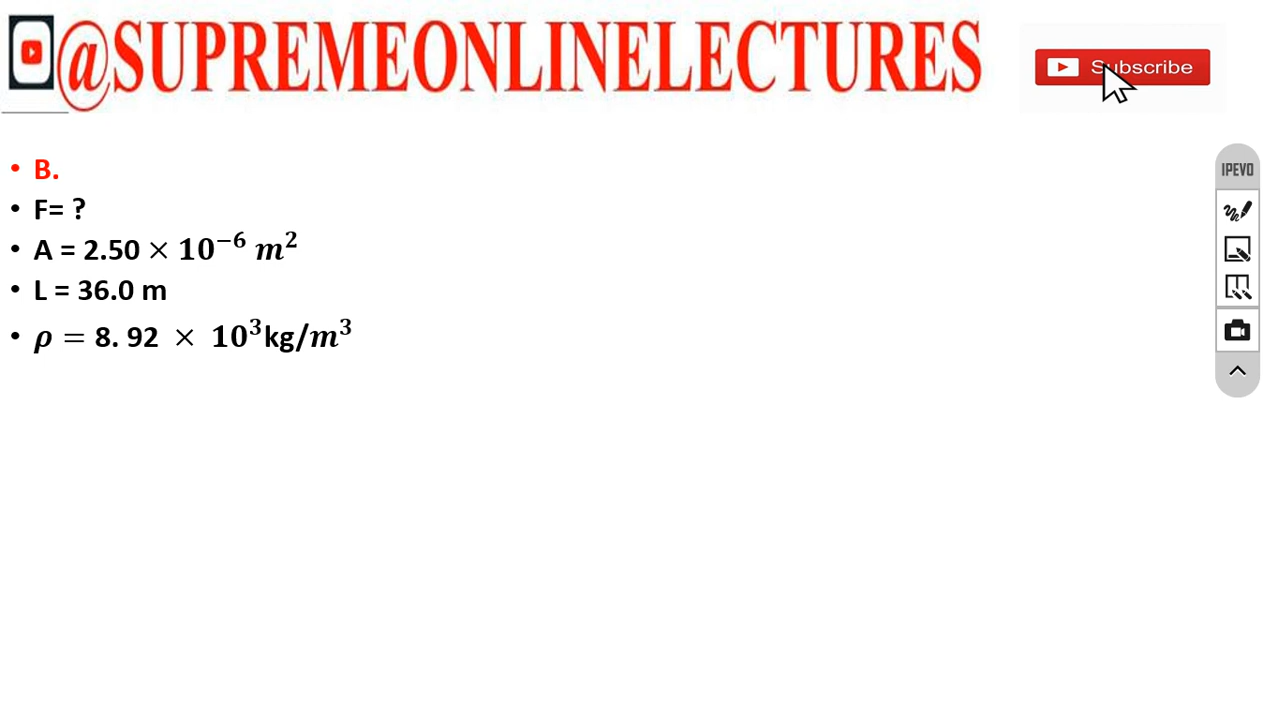 @SUPREMEONLINELECTURES
Subscribe
IPEVO
• B.
• F= ?
• A = 2.50 × 10⁻⁶ m²
• L = 36.0 m
• ρ = 8. 92 × 10³kg/m³